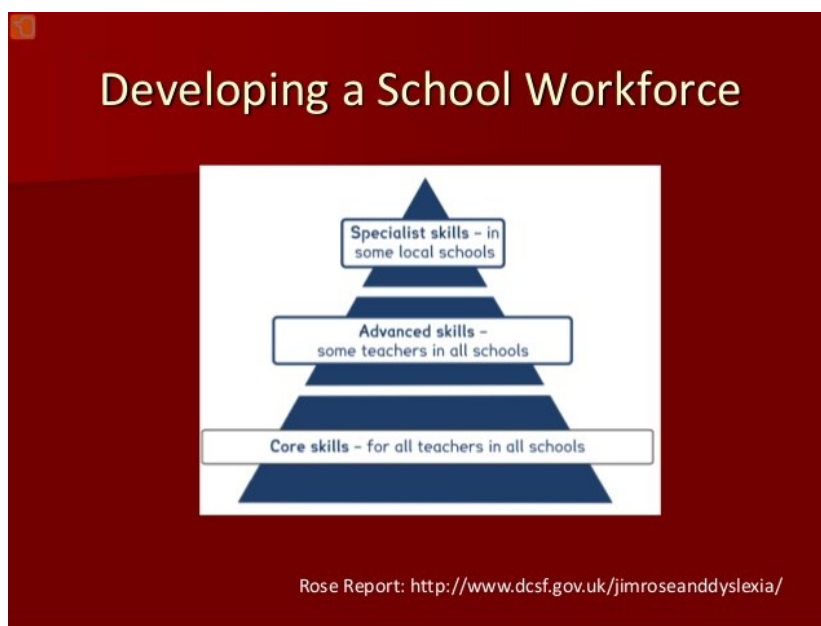 Developing a School Workforce
Specialist skills – in
some local schools
Advanced skills –
some teachers in all schools
Core skills – for all teachers in all schools
Rose Report: http://www.dcsf.gov.uk/jimroseanddyslexia/